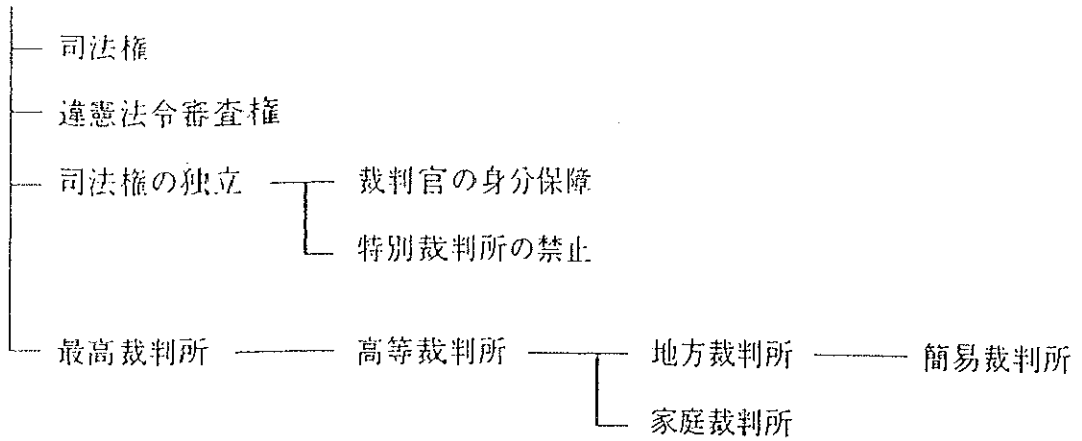 司法権
違憲法令審査権
司法権の独立 裁判官の身分保障
特別裁判所の禁止
最高裁判所 高等裁判所 地方裁判所 簡易裁判所
家庭裁判所